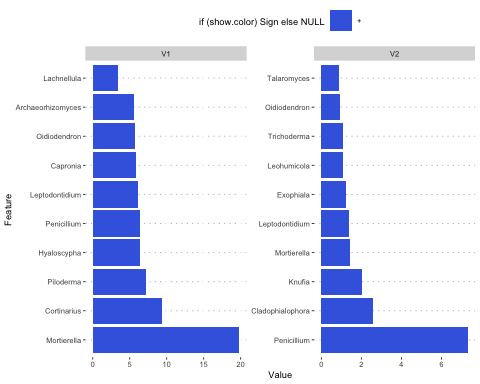 if (show.color) Sign else NULL +
V1
V2
Lachnellula
Archaeorhizomyces
Oidiodendron
Capronia
Leptodontidium
Penicillium
Hyaloscypha
Piloderma
Cortinarius
Mortierella
Talaromyces
Oidiodendron
Trichoderma
Leohumicola
Exophiala
Leptodontidium
Mortierella
Knufia
Cladophialophora
Penicillium
Feature
0 5 10 15 20
0 2 4 6
Value